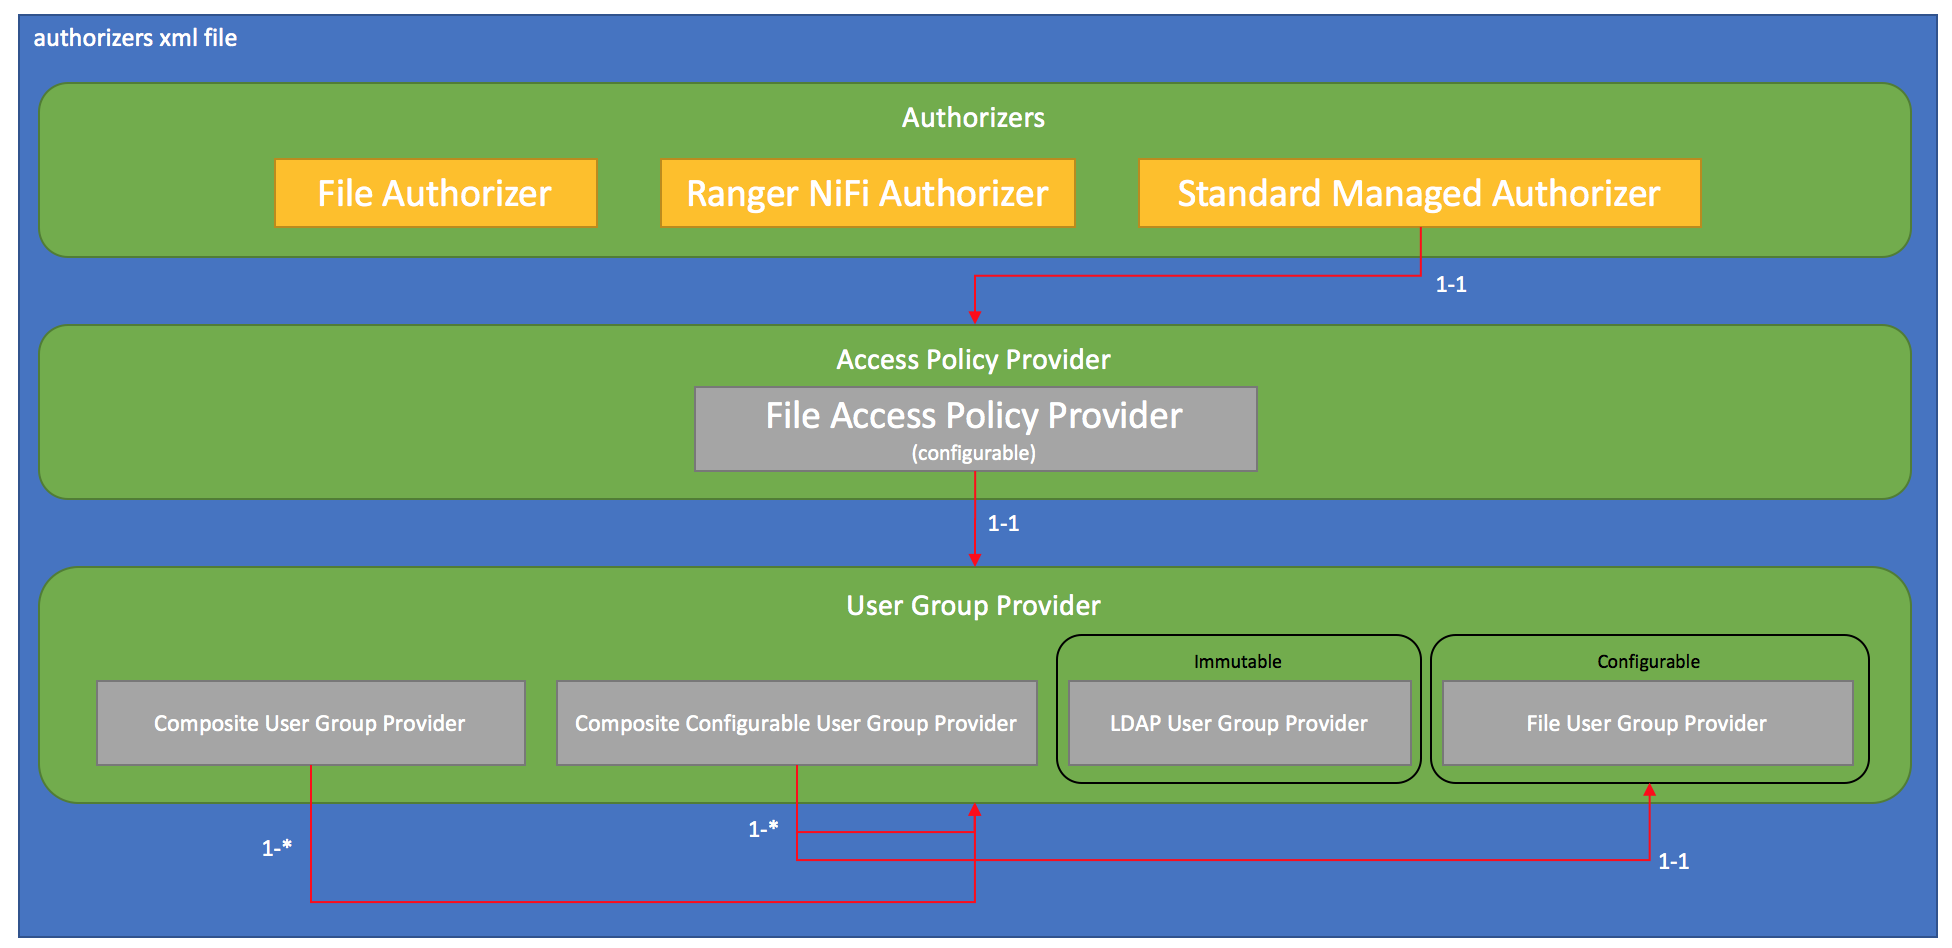 authorizers xml file
Authorizers
File Authorizer
Ranger NiFi Authorizer
Standard Managed Authorizer
1-1
Access Policy Provider
File Access Policy Provider
(configurable)
1-1
User Group Provider
Immutable
Configurable
Composite User Group Provider
Composite Configurable User Group Provider
LDAP User Group Provider
File User Group Provider
1-*
1-*
1-1